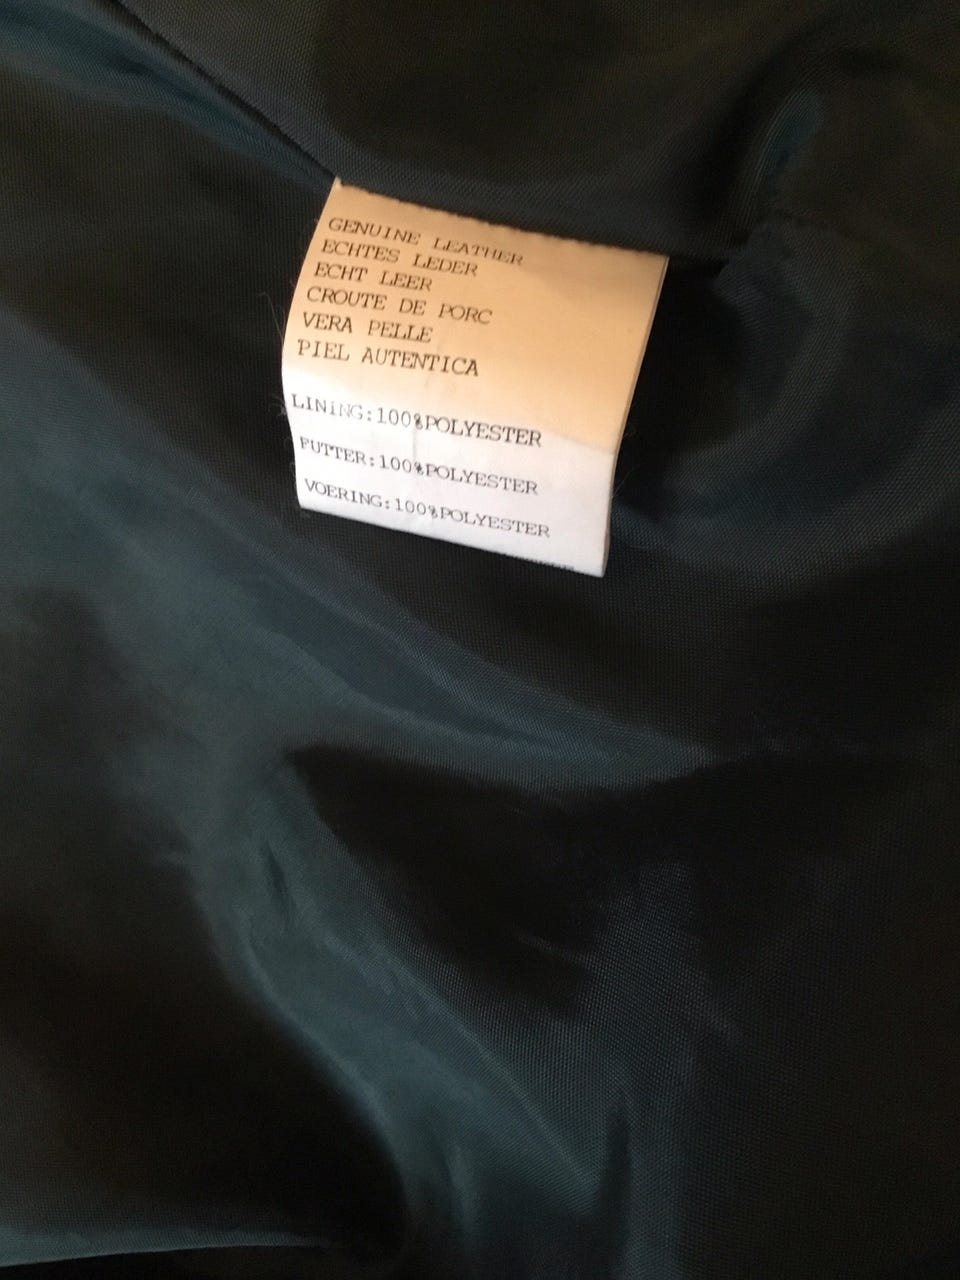 GENUINE LEATHER
ECHTES LEDER
ECHT LEER
CROUTE DE PORC
VERA PELLE
PIEL AUTENTICA
LINING:100%POLYESTER
FUTTER:100%POLYESTER
VOERING:100%POLYESTER